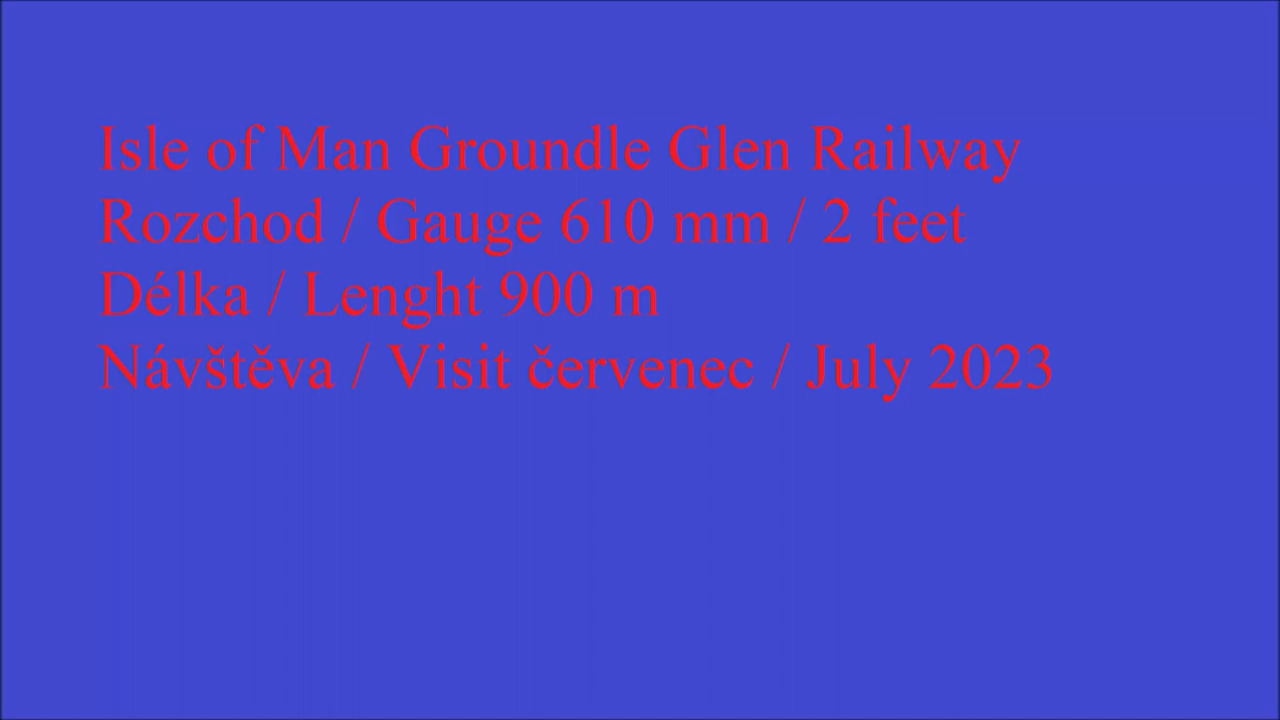 Isle of Man Groundle Glen Railway
Rozchod / Gauge 610 mm / 2 feet
Délka / Lenght 900 m
Návštěva / Visit červenec / July 2023